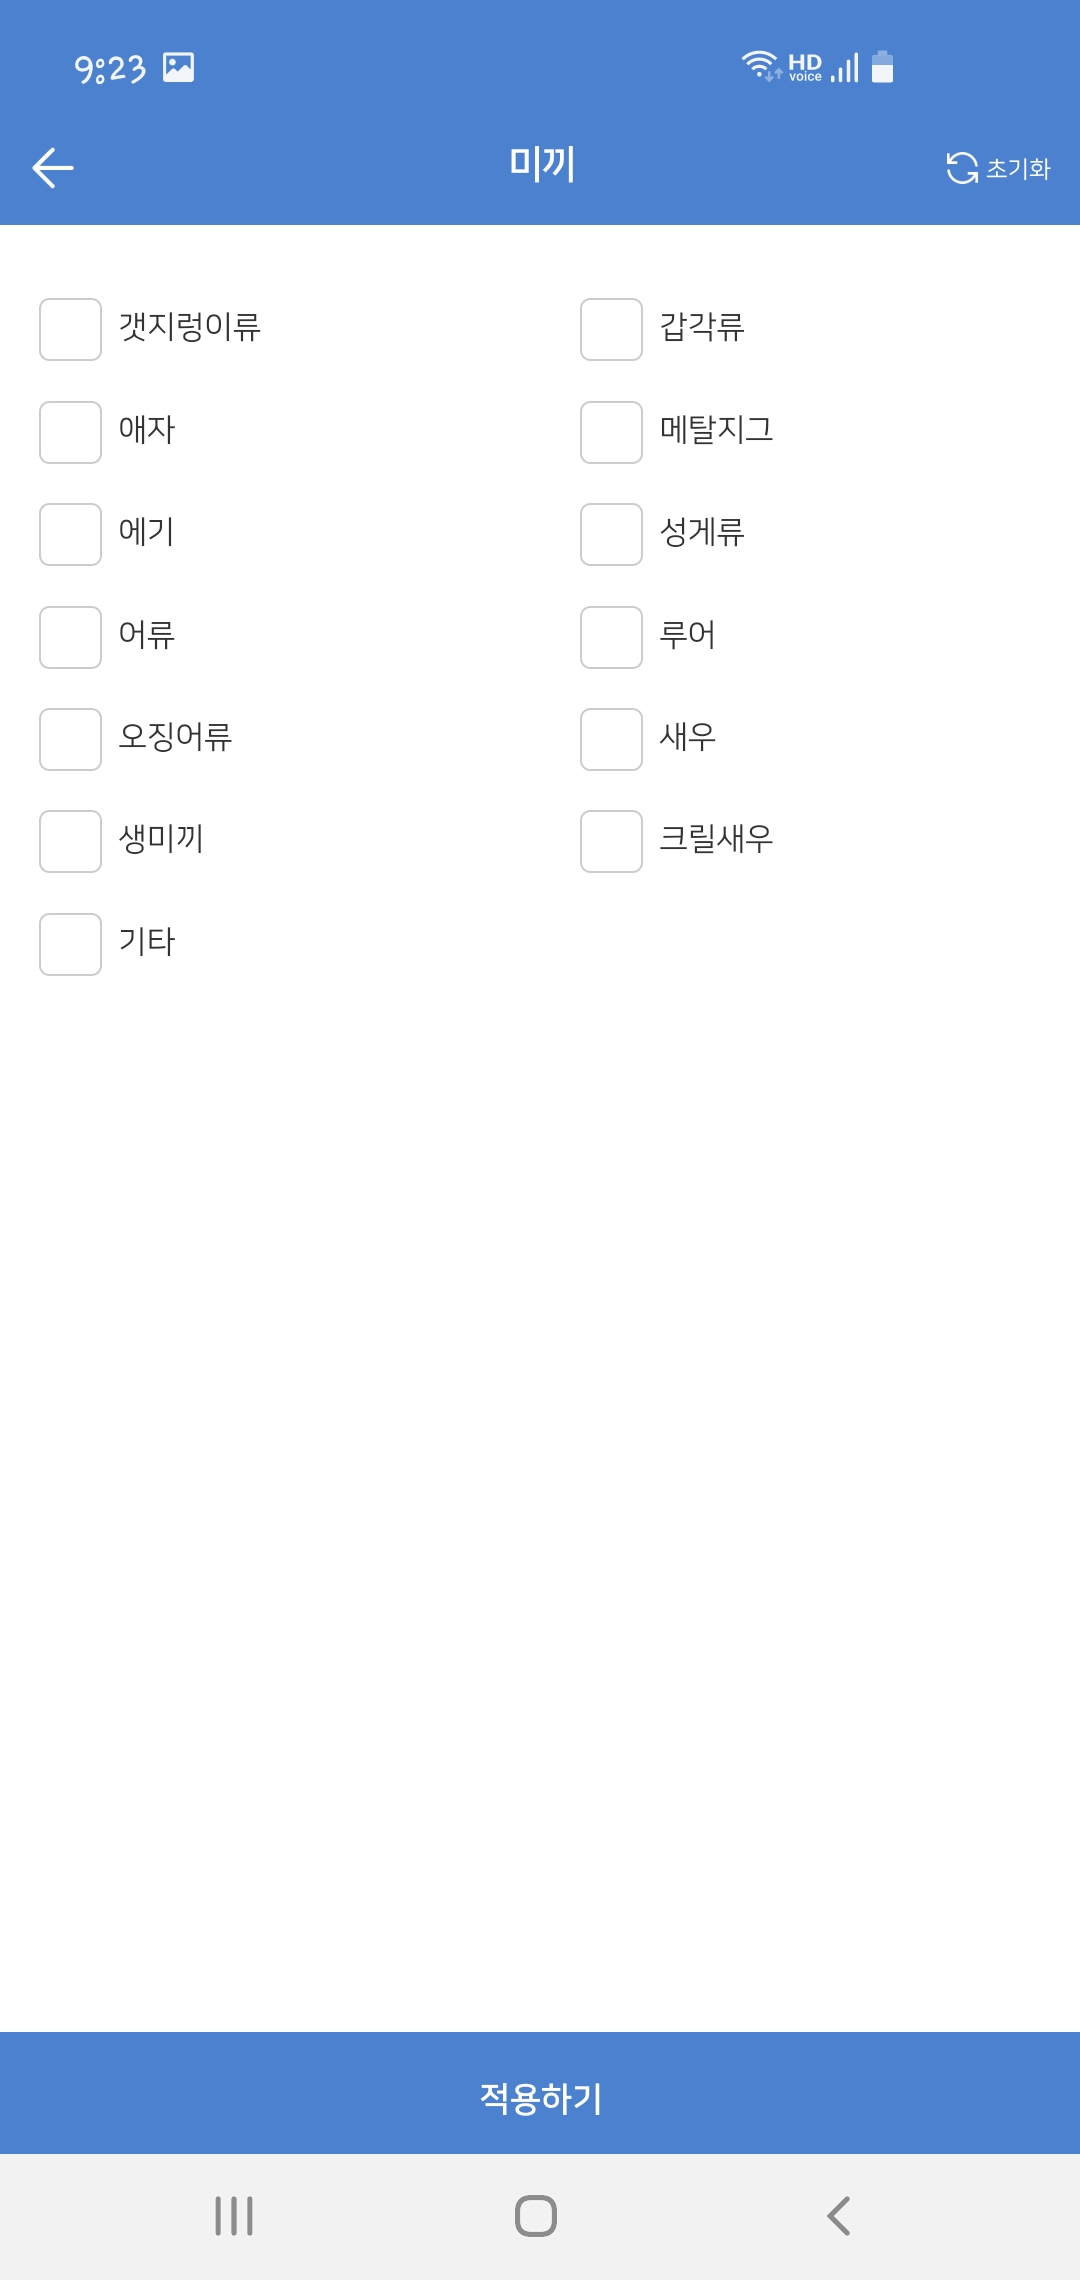 9:23
HD voice
미끼
초기화
갯지렁이류
갑각류
애자
메탈지그
에기
성게류
어류
루어
오징어류
새우
생미끼
크릴새우
기타
적용하기